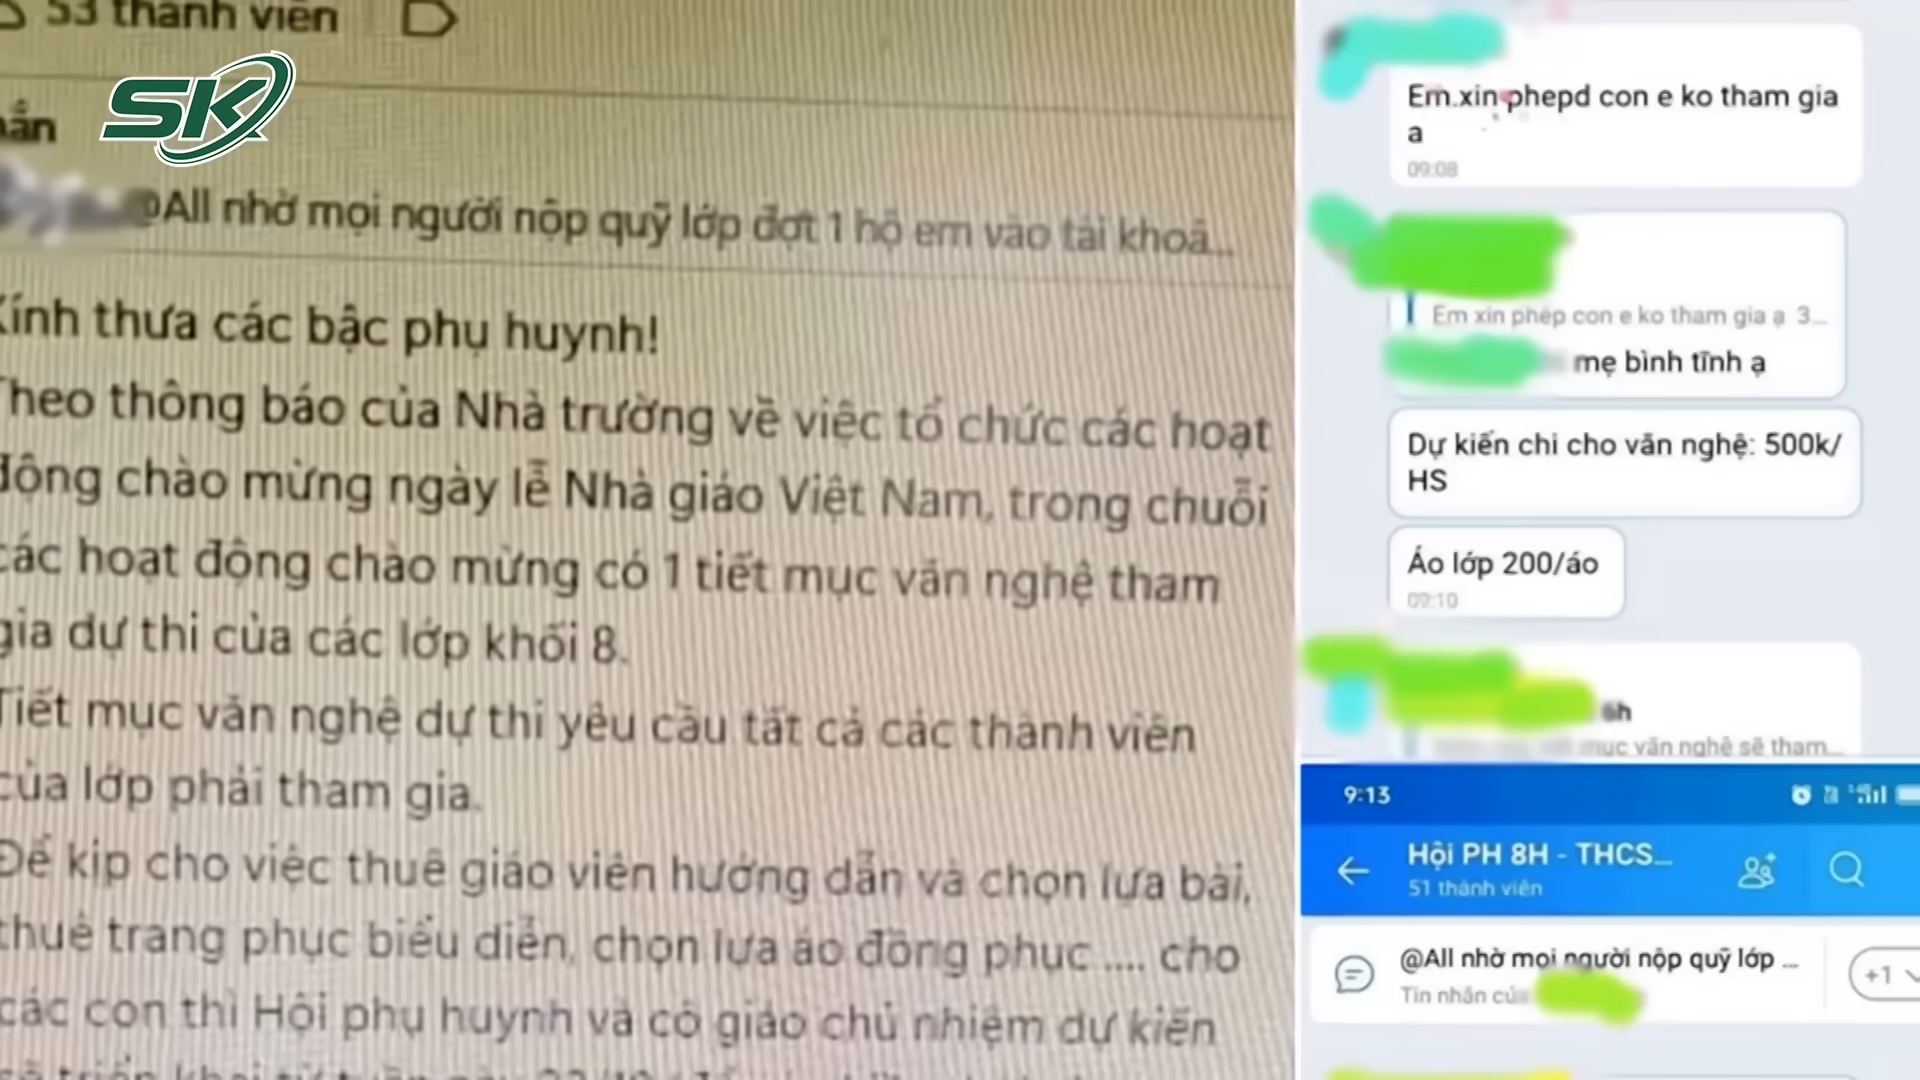 53 thành viên
SK
@All nhờ mọi người nộp quỹ lớp đợt 1 hộ em vào tài khoả...
Kính thưa các bậc phụ huynh!
Theo thông báo của Nhà trường về việc tổ chức các hoạt
động chào mừng ngày lễ Nhà giáo Việt Nam, trong chuỗi
các hoạt động chào mừng có 1 tiết mục văn nghệ tham
gia dự thi của các lớp khối 8.
Tiết mục văn nghệ dự thi yêu cầu tất cả các thành viên
của lớp phải tham gia.
Để kịp cho việc thuê giáo viên hướng dẫn và chọn lựa bài,
thuê trang phục biểu diễn, chọn lựa áo đồng phục .... cho
các con thì Hội phụ huynh và cô giáo chủ nhiệm dự kiến
Em xin phepd con e ko tham gia
a
09:08
Em xin phép con e ko tham gia ạ 3...
mẹ bình tĩnh ạ
Dự kiến chi cho văn nghệ: 500k/
HS
Áo lớp 200/áo
09:10
mục văn nghệ sẽ tham...
9:13
Hội PH 8H - THCS...
51 thành viên
@All nhờ mọi người nộp quỹ lớp ...
Tin nhắn của
+1